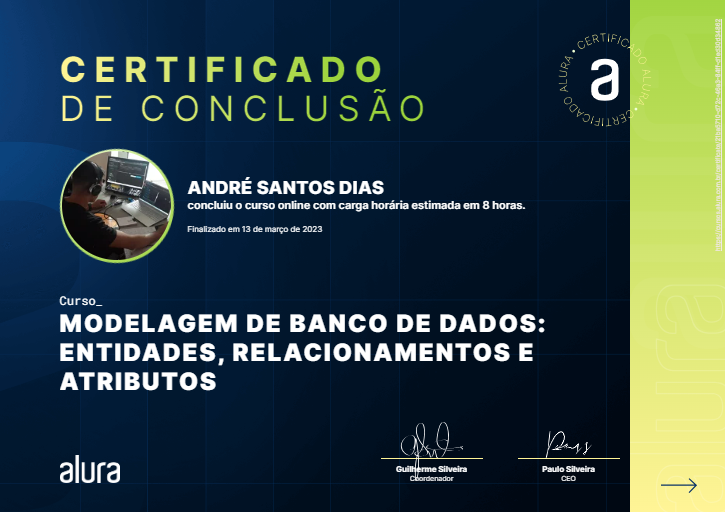 CERTIFICADO
DE CONCLUSÃO
CERTIFICADO ALURA • CERTIFICADO ALURA •
a
ANDRÉ SANTOS DIAS
concluiu o curso online com carga horária estimada em 8 horas.
Finalizado em 13 de março de 2023
Curso_
MODELAGEM DE BANCO DE DADOS:
ENTIDADES, RELACIONAMENTOS E
ATRIBUTOS
alura
Guilherme Silveira
Coordenador
Paulo Silveira
CEO
alura